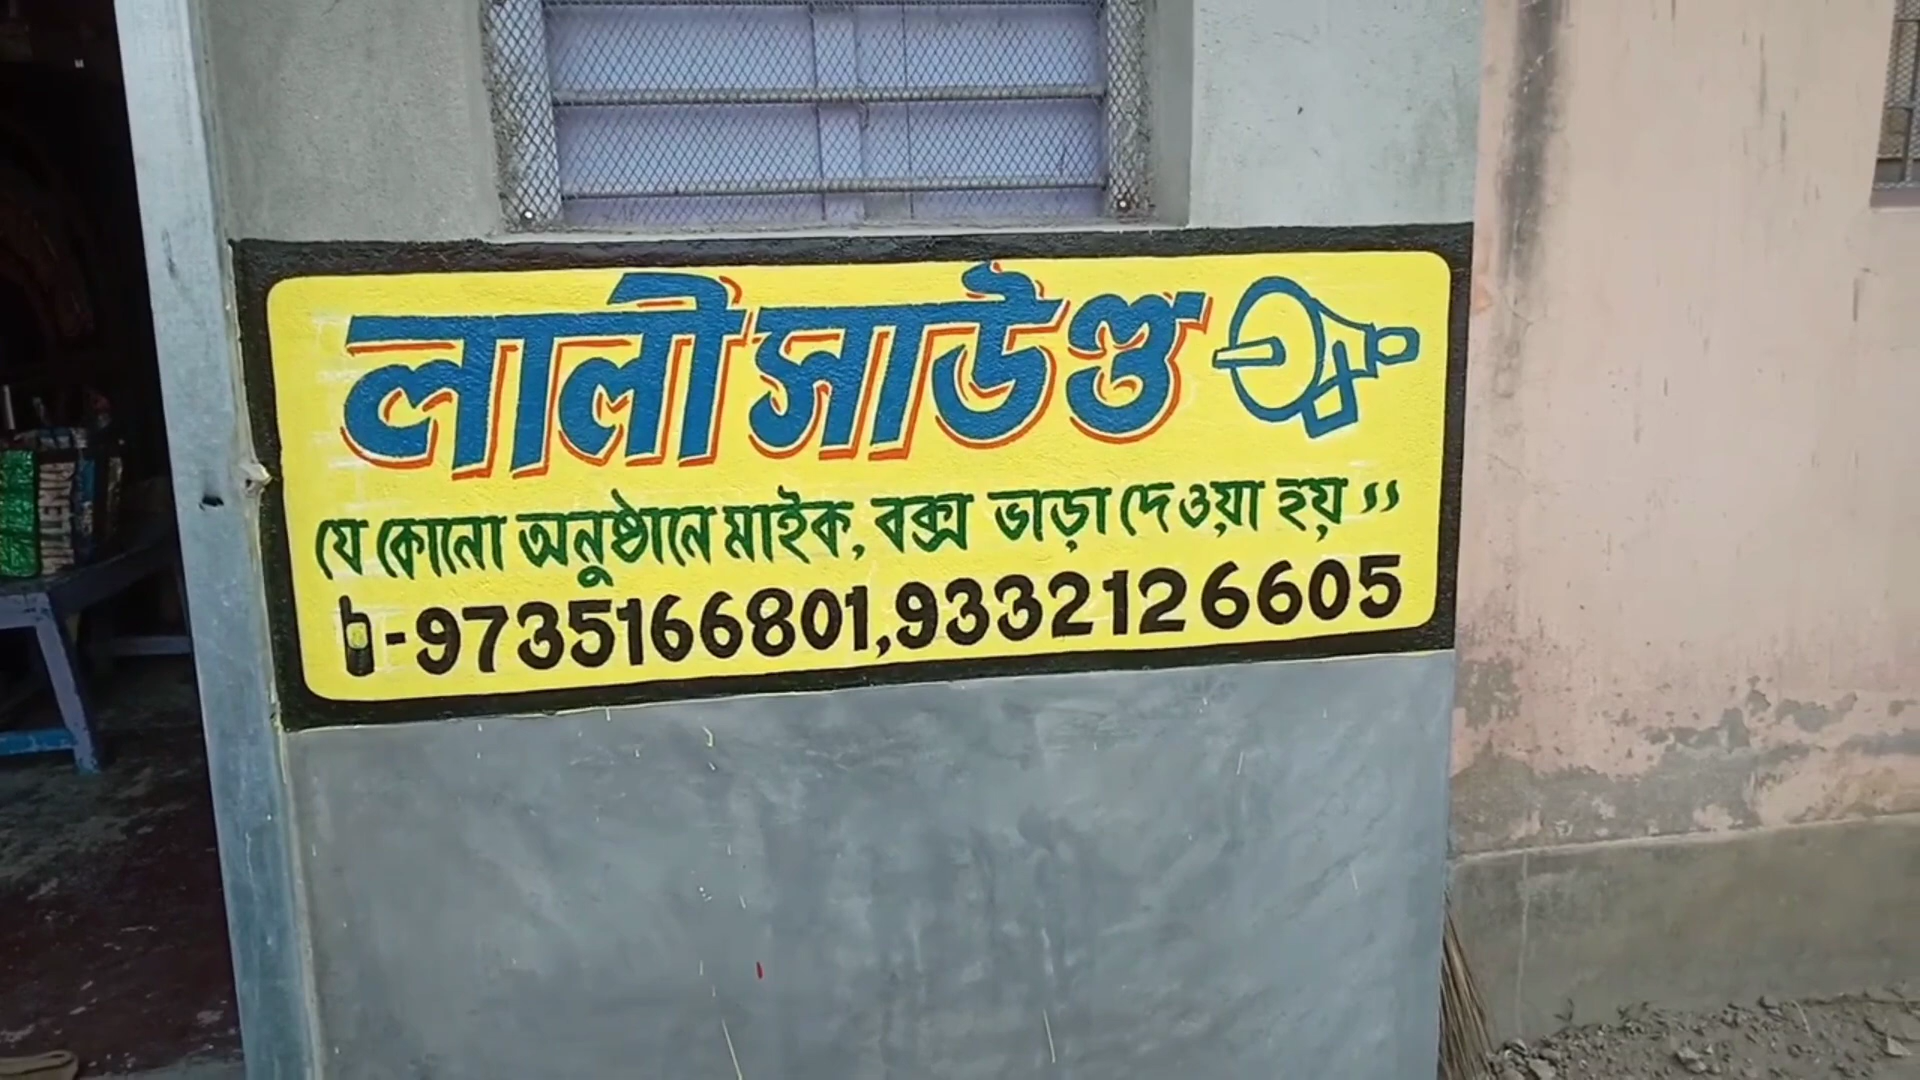 লালী সাউণ্ড
যে কোনো অনুষ্ঠানে মাইক, বক্স ভাড়া দেওয়া হয়"
-9735166801,9332126605